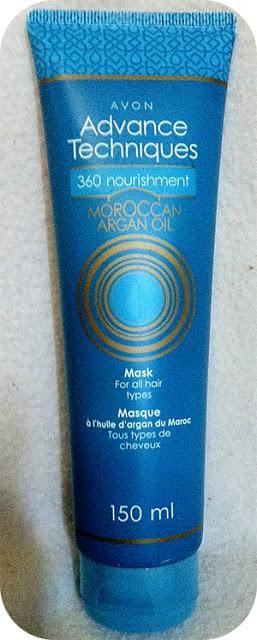 AVON
Advance
Techniques
360 nourishment
MOROCCAN
ARGAN OIL
Mask
For all hair
types
Masque
à l'huile d'argan du Maroc
Tous types de
cheveux
150 ml